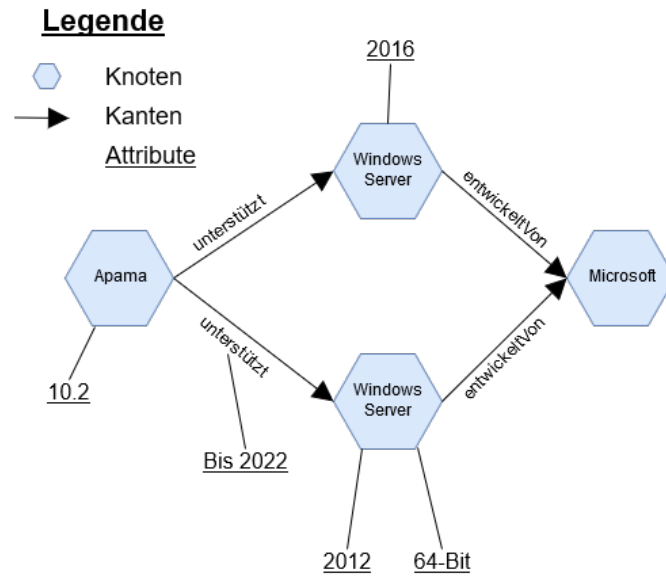 Legende
Knoten
Kanten
Attribute
2016
Windows
Server
unterstützt
entwickeltVon
Apama
Microsoft
10.2
unterstützt
Windows
Server
entwickeltVon
Bis 2022
2012
64-Bit